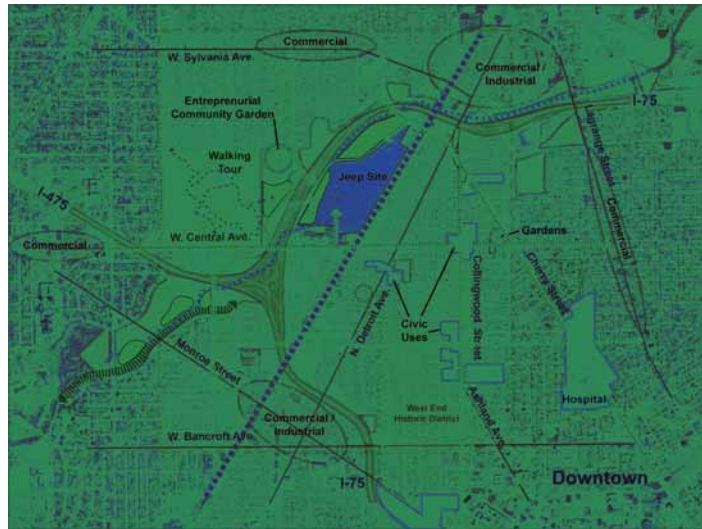 Commercial
W. Sylvania Ave.
Commercial /
Industrial
Entreprenurial
Community Garden
I-75
Lagrange Street
Walking
Tour
Jeep Site
I-475
Commercial
W. Central Ave.
Gardens
Commercial
Cherry Street
Collingwood Street
N. Detroit Ave.
Civic
Uses
Monroe Street
Hospital
Ashland Ave.
West End
Historic District
Commercial /
Industrial
W. Bancroft Ave.
Downtown
I-75